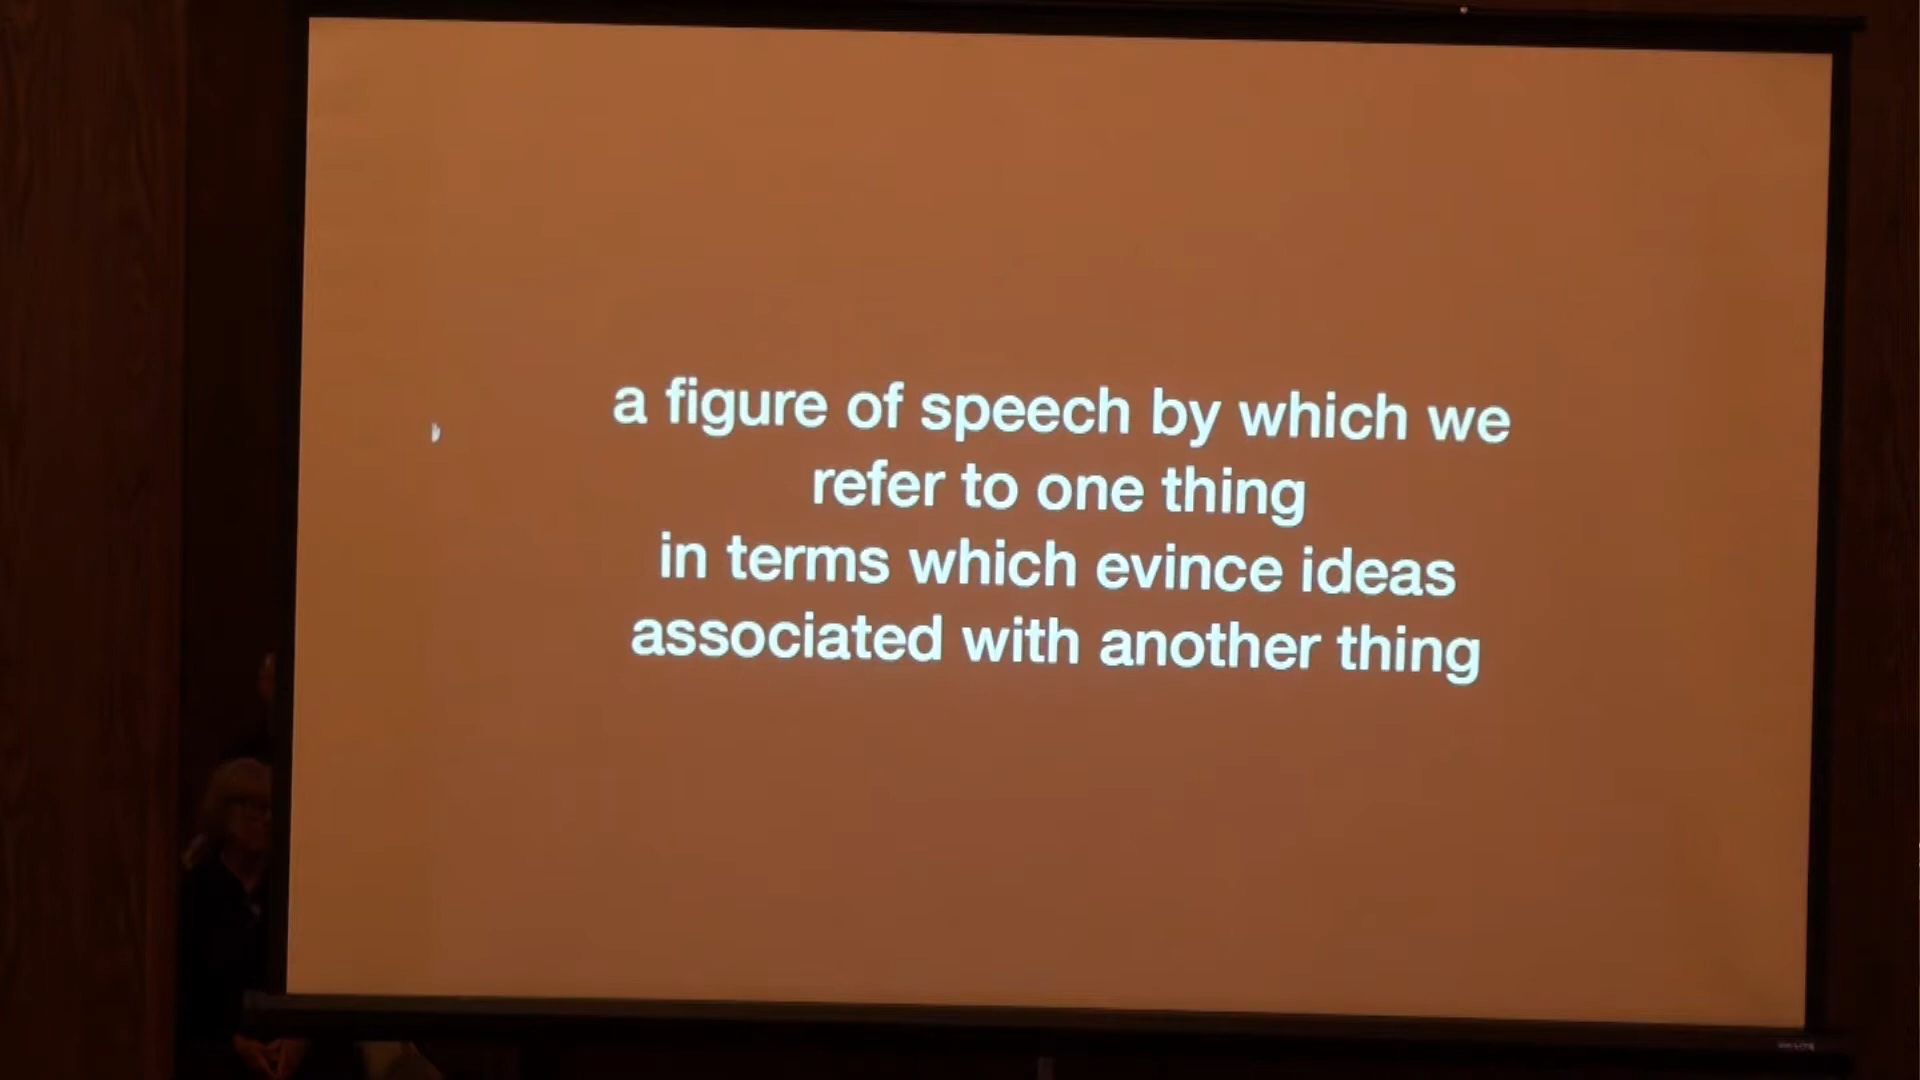 a figure of speech by which we
refer to one thing
in terms which evince ideas
associated with another thing